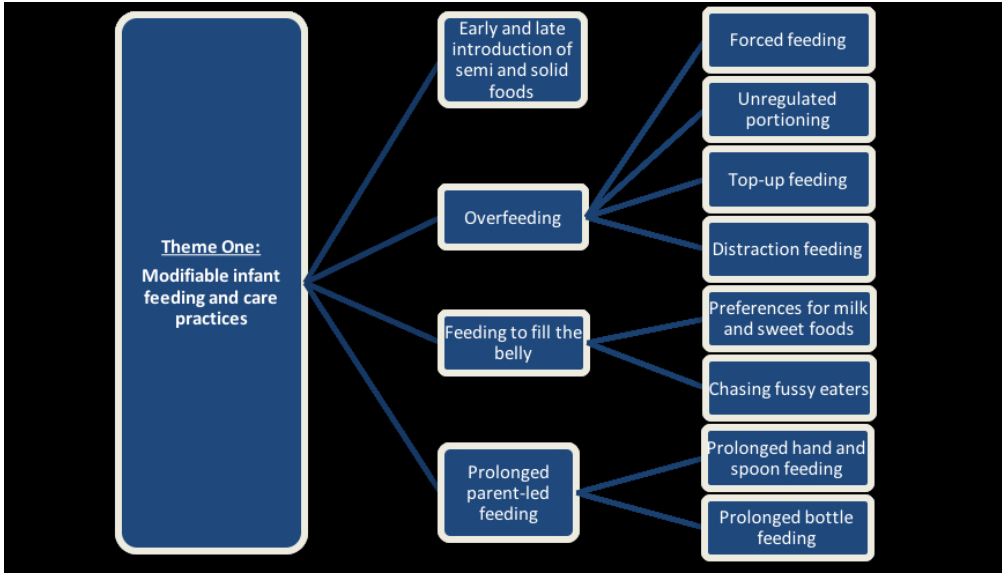 Theme One:
Modifiable infant
feeding and care
practices
Early and late
introduction of
semi and solid
foods
Overfeeding
Feeding to fill the
belly
Prolonged
parent-led
feeding
Forced feeding
Unregulated
portioning
Top-up feeding
Distraction feeding
Preferences for milk
and sweet foods
Chasing fussy eaters
Prolonged hand and
spoon feeding
Prolonged bottle
feeding